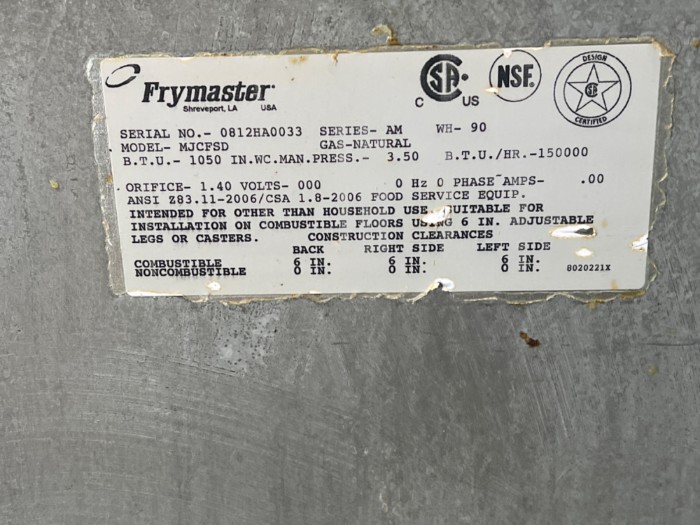 Frymaster
Shreveport, LA USA
CSA C US
NSF
DESIGN CSA CERTIFIED
SERIAL NO.- 0812HA0033 SERIES- AM WH- 90
MODEL- MJCFSD GAS-NATURAL
B.T.U.- 1050 IN.WC.MAN.PRESS.- 3.50 B.T.U./HR.-150000
ORIFICE- 1.40 VOLTS- 000 0 Hz 0 PHASE AMPS- .00
ANSI Z83.11-2006/CSA 1.8-2006 FOOD SERVICE EQUIP.
INTENDED FOR OTHER THAN HOUSEHOLD USE. SUITABLE FOR
INSTALLATION ON COMBUSTIBLE FLOORS USING 6 IN. ADJUSTABLE
LEGS OR CASTERS. CONSTRUCTION CLEARANCES
BACK RIGHT SIDE LEFT SIDE
COMBUSTIBLE 6 IN. 6 IN. 6 IN.
NONCOMBUSTIBLE 0 IN. 0 IN. 0 IN. 8020221X